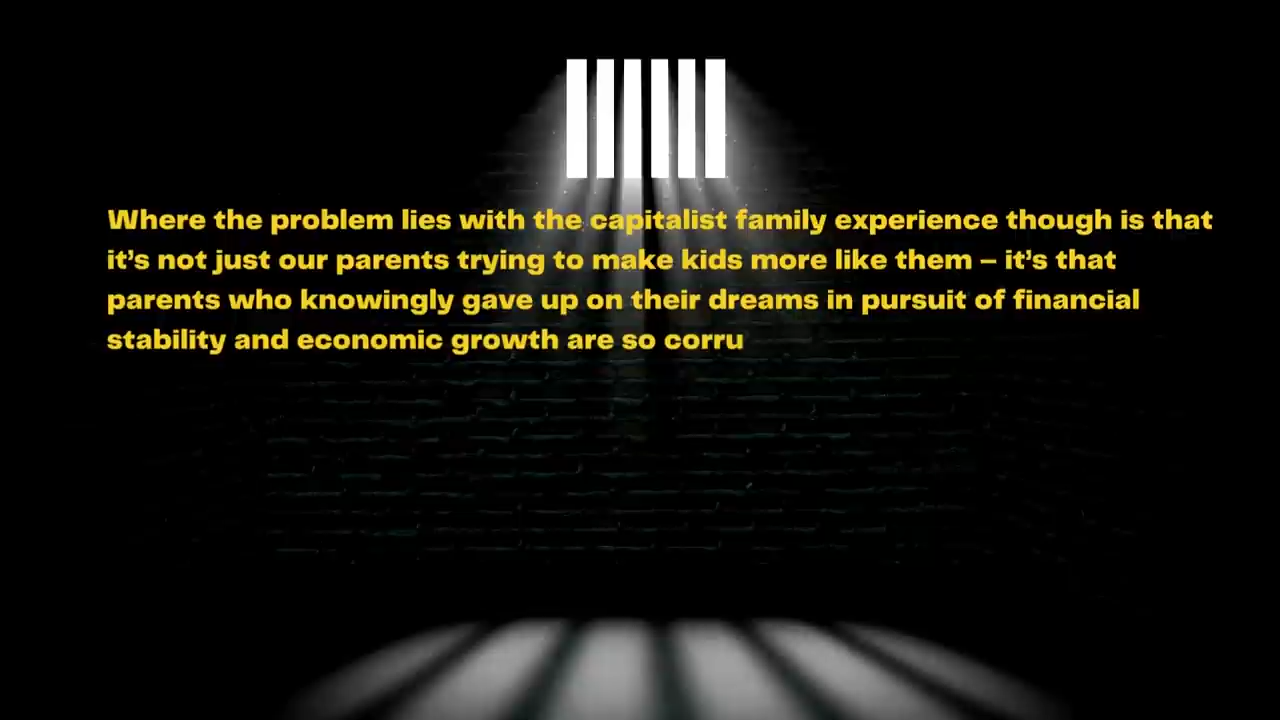 Where the problem lies with the capitalist family experience though is that
it’s not just our parents trying to make kids more like them – it’s that
parents who knowingly gave up on their dreams in pursuit of financial
stability and economic growth are so corru